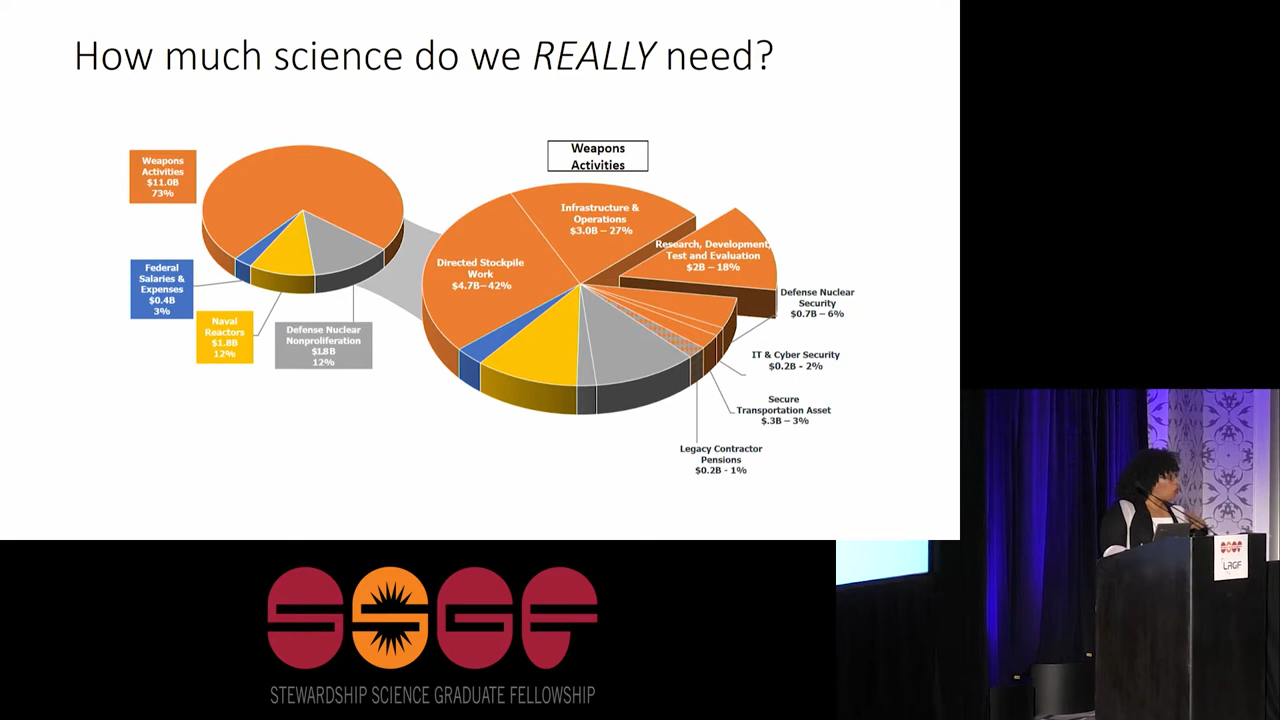 How much science do we REALLY need?
Weapons
Activities
$11.0B
73%
Federal
Salaries &
Expenses
$0.4B
3%
Naval
Reactors
$1.8B
12%
Defense Nuclear
Nonproliferation
$1.8B
12%
Weapons
Activities
Infrastructure &
Operations
$3.0B – 27%
Research, Development,
Test and Evaluation
$2B – 18%
Directed Stockpile
Work
$4.7B– 42%
Defense Nuclear
Security
$0.7B – 6%
IT & Cyber Security
$0.2B - 2%
Secure
Transportation Asset
$.3B – 3%
Legacy Contractor
Pensions
$0.2B - 1%
SSGF
STEWARDSHIP SCIENCE GRADUATE FELLOWSHIP
SSGF
LRGF